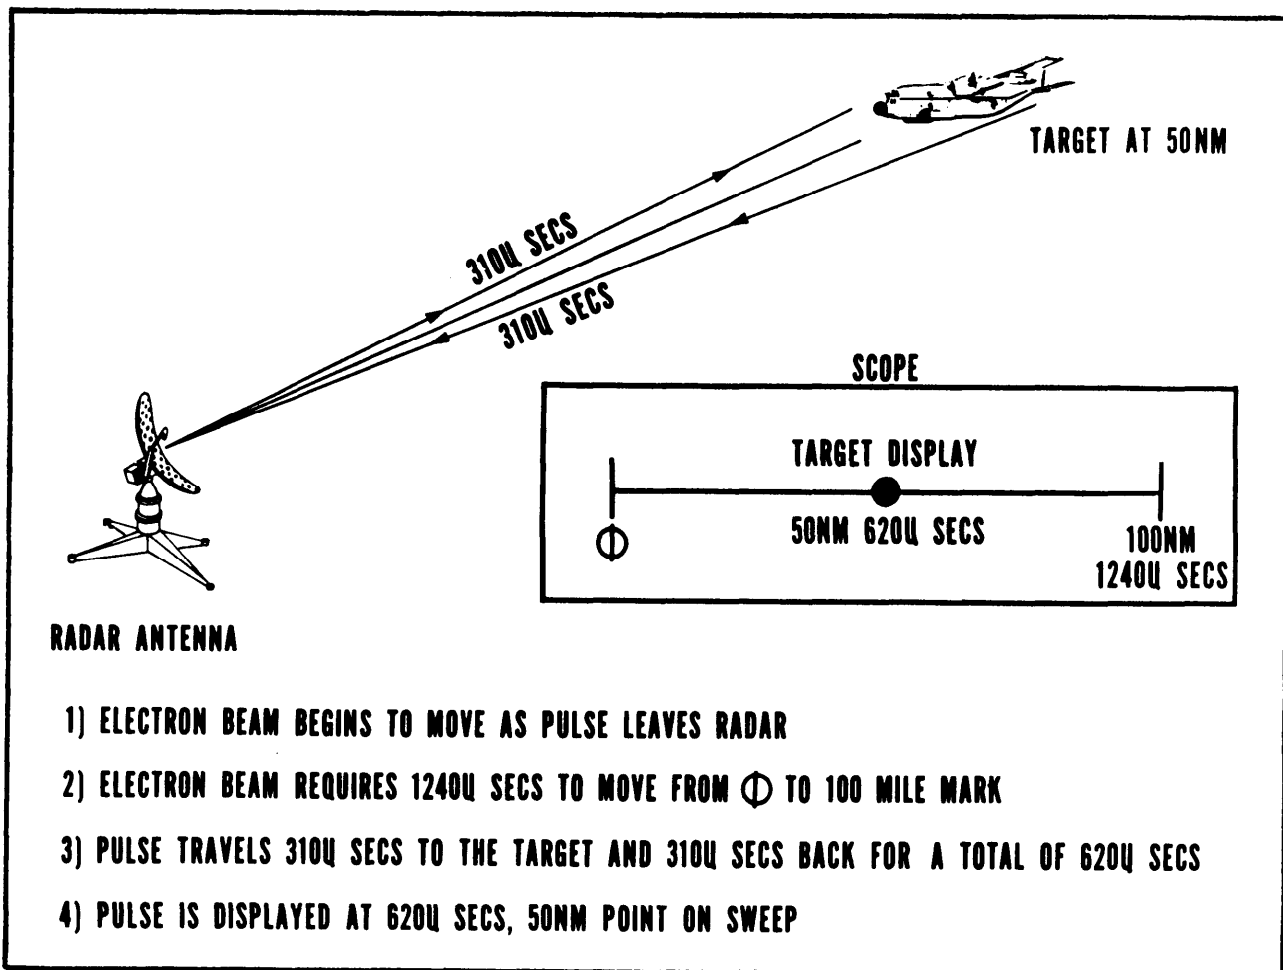 TARGET AT 50NM
310U SECS
310U SECS
SCOPE
TARGET DISPLAY
50NM 620U SECS
Φ
100NM
1240U SECS
RADAR ANTENNA
1) ELECTRON BEAM BEGINS TO MOVE AS PULSE LEAVES RADAR
2) ELECTRON BEAM REQUIRES 1240U SECS TO MOVE FROM Φ TO 100 MILE MARK
3) PULSE TRAVELS 310U SECS TO THE TARGET AND 310U SECS BACK FOR A TOTAL OF 620U SECS
4) PULSE IS DISPLAYED AT 620U SECS, 50NM POINT ON SWEEP